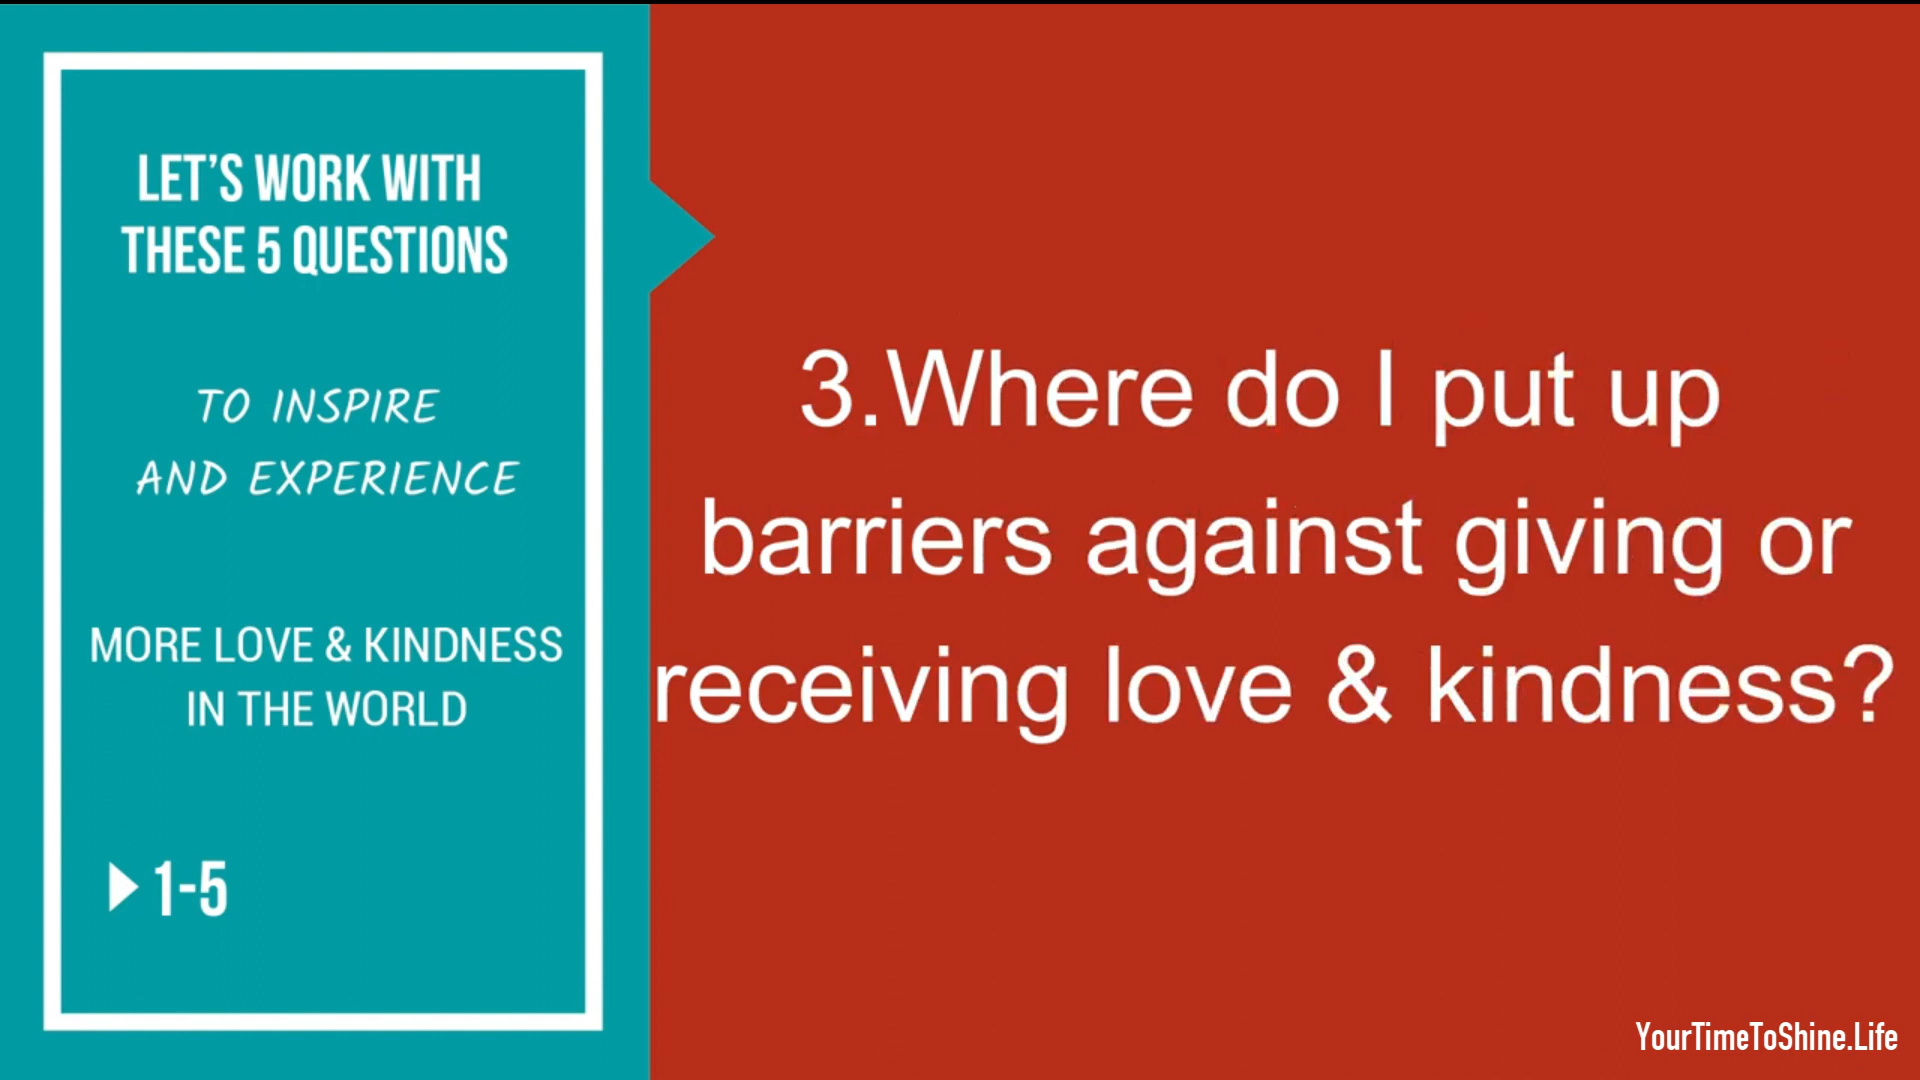 LET'S WORK WITH
THESE 5 QUESTIONS
TO INSPIRE
AND EXPERIENCE
MORE LOVE & KINDNESS
IN THE WORLD
1-5
3.Where do I put up
barriers against giving or
receiving love & kindness?
YourTimeToShine.Life